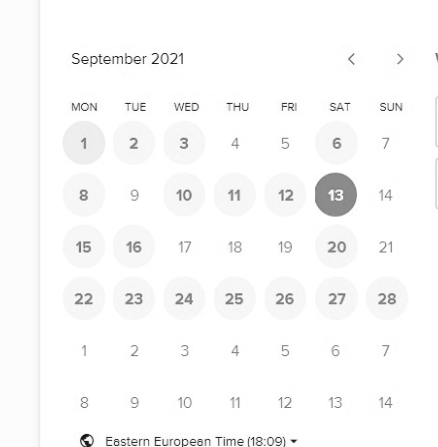 September 2021 < >
MON TUE WED THU FRI SAT SUN
1 2 3 4 5 6 7
8 9 10 11 12 13 14
15 16 17 18 19 20 21
22 23 24 25 26 27 28
1 2 3 4 5 6 7
8 9 10 11 12 13 14
Eastern European Time (18:09)